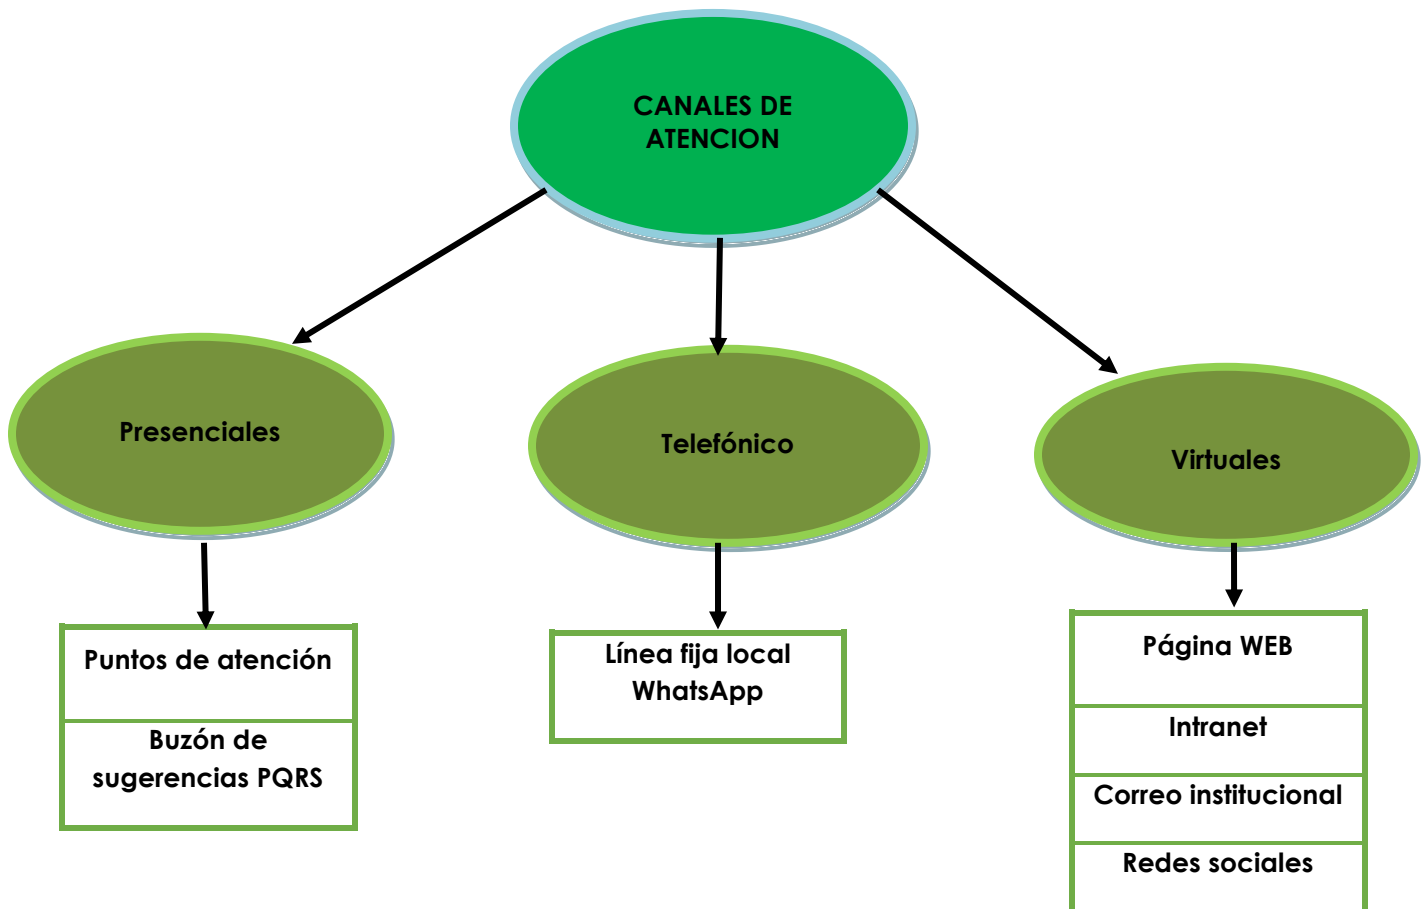 CANALES DE
ATENCION
Presenciales
Telefónico
Virtuales
Puntos de atención
Buzón de
sugerencias PQRS
Línea fija local
WhatsApp
Página WEB
Intranet
Correo institucional
Redes sociales